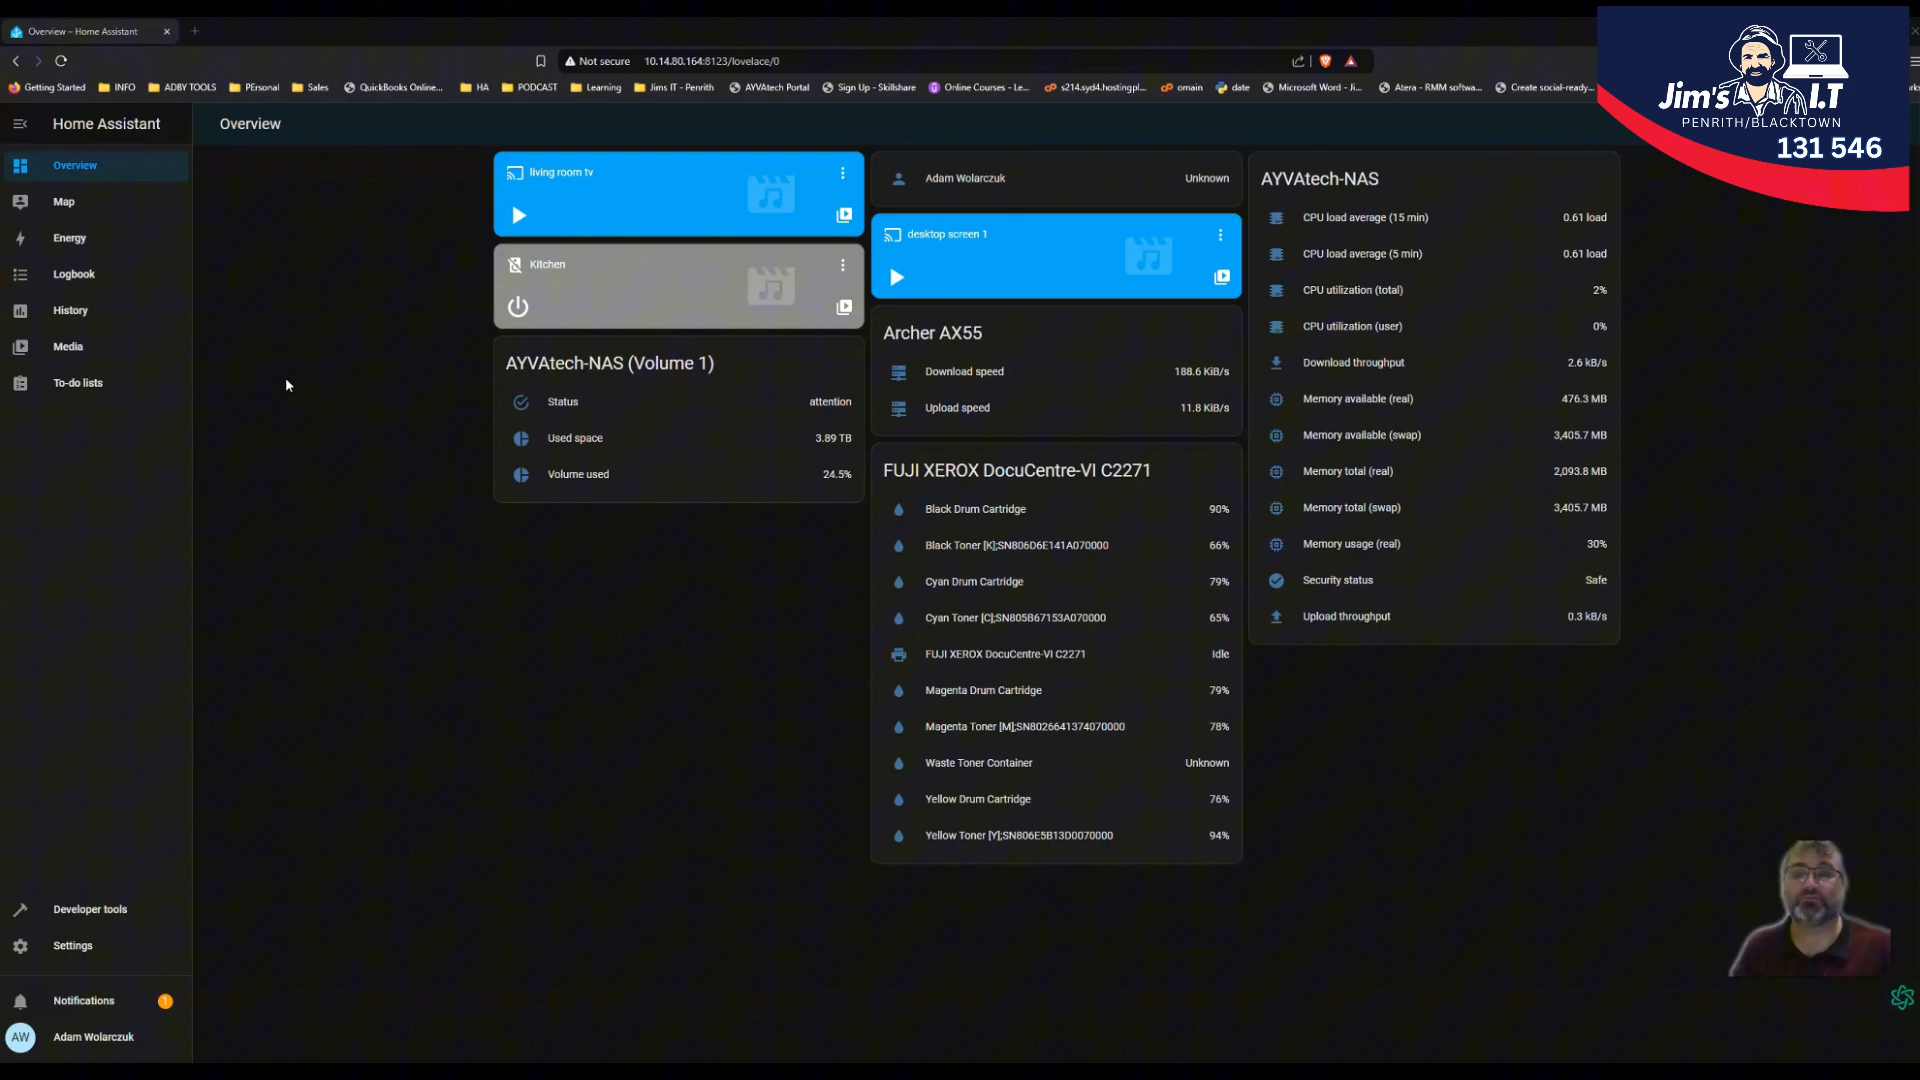 Overview – Home Assistant
Not secure 10.14.80.164:8123/lovelace/0
Getting Started INFO ADBY TOOLS PErsonal Sales QuickBooks Online... HA PODCAST Learning Jims IT - Penrith AYVAtech Portal Sign Up - Skillshare Online Courses - Le... s214.syd4.hostingpl... omain date Microsoft Word - Ji... Atera - RMM softwa... Create social-ready...
Jim's I.T
PENRITH/BLACKTOWN
131 546
Home Assistant
Overview
Overview
Map
Energy
Logbook
History
Media
To-do lists
Developer tools
Settings
Notifications 1
AW Adam Wolarczuk
living room tv
Kitchen
AYVAtech-NAS (Volume 1)
Status attention
Used space 3.89 TB
Volume used 24.5%
Adam Wolarczuk Unknown
desktop screen 1
Archer AX55
Download speed 188.6 KiB/s
Upload speed 11.8 KiB/s
FUJI XEROX DocuCentre-VI C2271
Black Drum Cartridge 90%
Black Toner [K];SN806D6E141A070000 66%
Cyan Drum Cartridge 79%
Cyan Toner [C];SN805B67153A070000 65%
FUJI XEROX DocuCentre-VI C2271 Idle
Magenta Drum Cartridge 79%
Magenta Toner [M];SN8026641374070000 78%
Waste Toner Container Unknown
Yellow Drum Cartridge 76%
Yellow Toner [Y];SN806E5B13D0070000 94%
AYVAtech-NAS
CPU load average (15 min) 0.61 load
CPU load average (5 min) 0.61 load
CPU utilization (total) 2%
CPU utilization (user) 0%
Download throughput 2.6 kB/s
Memory available (real) 476.3 MB
Memory available (swap) 3,405.7 MB
Memory total (real) 2,093.8 MB
Memory total (swap) 3,405.7 MB
Memory usage (real) 30%
Security status Safe
Upload throughput 0.3 kB/s